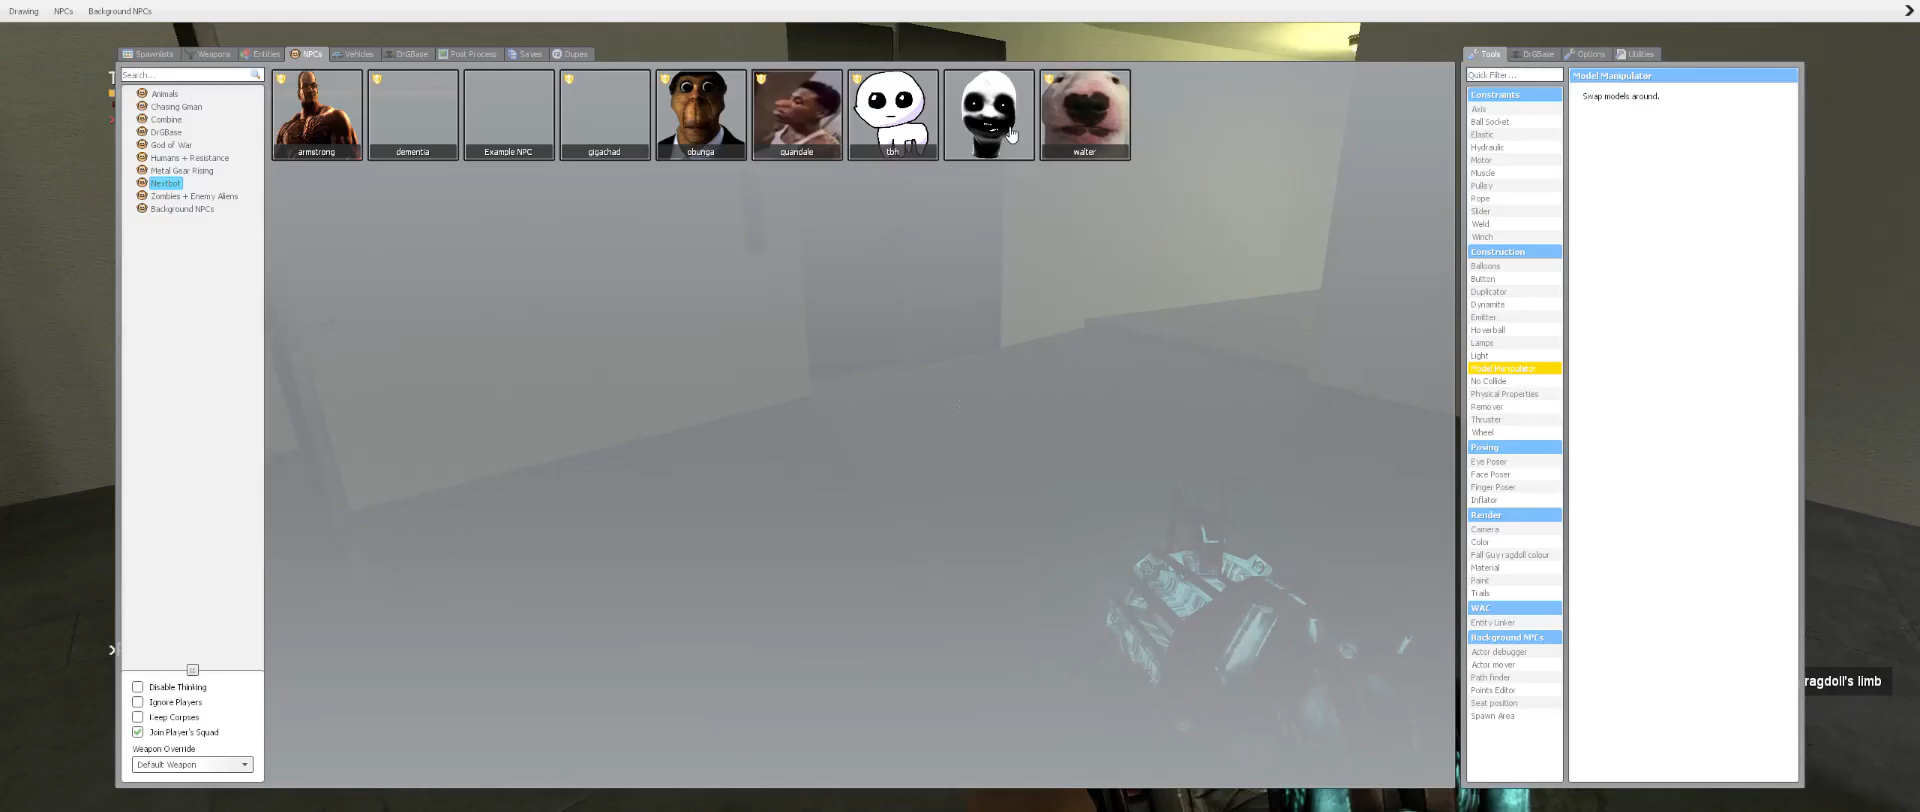 Drawing NPCs Background NPCs
Spawnlists Weapons Entities NPCs Vehicles DrGBase Post Process Saves Dupes
Search...
Animals
Chasing Gman
Combine
DrGBase
God of War
Humans + Resistance
Metal Gear Rising
Nextbot
Zombies + Enemy Aliens
Background NPCs
armstrong dementia Example NPC gigachad obunga quandale tbh walter
Disable Thinking
Ignore Players
Keep Corpses
Join Player's Squad
Weapon Override
Default Weapon
Tools DrGBase Options Utilities
Quick Filter...
Constraints
Axis
Ball Socket
Elastic
Hydraulic
Motor
Muscle
Pulley
Rope
Slider
Weld
Winch
Construction
Balloons
Button
Duplicator
Dynamite
Emitter
Hoverball
Lamps
Light
Model Manipulator
No Collide
Physical Properties
Remover
Thruster
Wheel
Posing
Eye Poser
Face Poser
Finger Poser
Inflator
Render
Camera
Color
Fall Guy ragdoll colour
Material
Paint
Trails
WAC
Entity Linker
Background NPCs
Actor debugger
Actor mover
Path finder
Points Editor
Seat position
Spawn Area
Model Manipulator
Swap models around.
ragdoll's limb